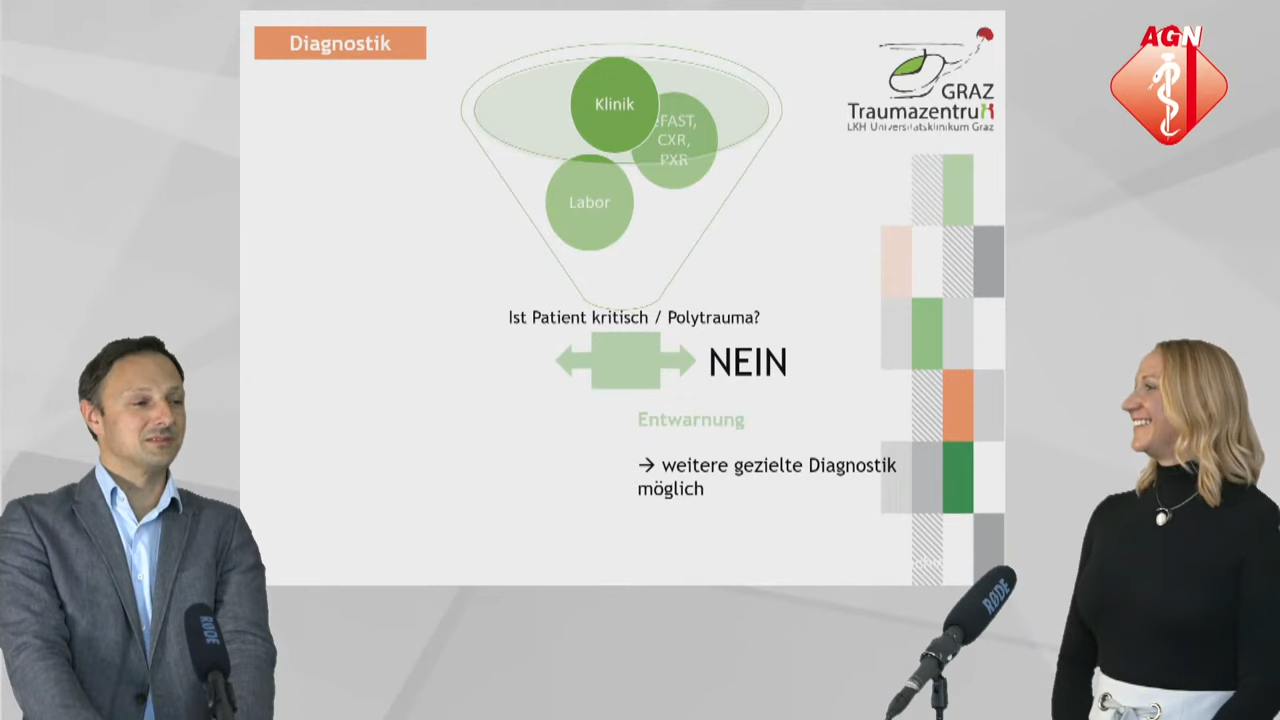 Diagnostik
Klinik
eFAST,
CXR,
PXR
Labor
Ist Patient kritisch / Polytrauma?
NEIN
Entwarnung
→ weitere gezielte Diagnostik
möglich
GRAZ
Traumazentrum
LKH Universitätsklinikum Graz
AGN
RØDE
RØDE